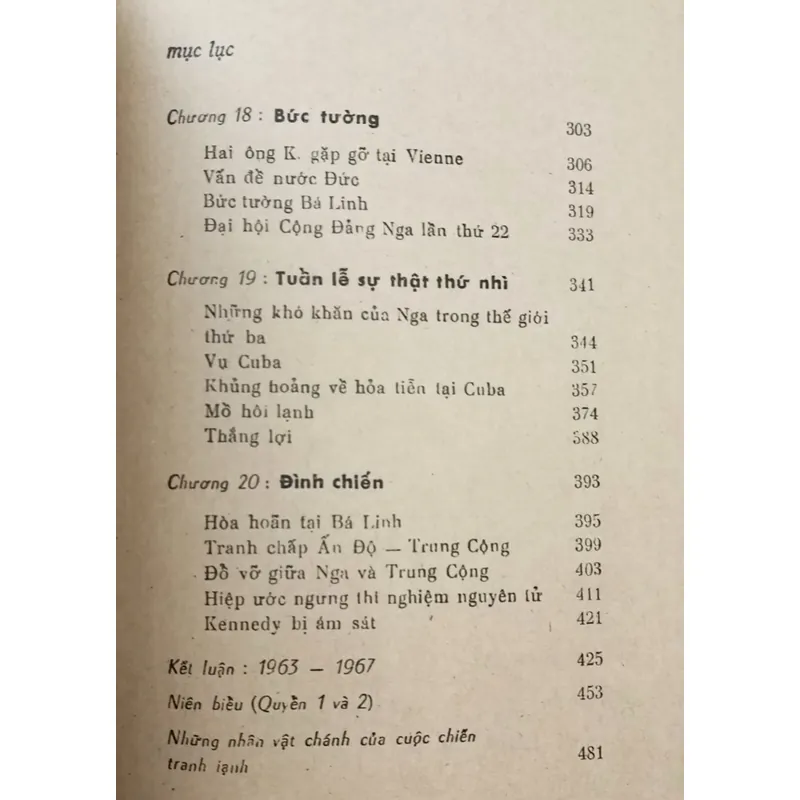 mục lục
Chương 18 : Bức tường 303
Hai ông K. gặp gỡ tại Vienne 306
Vấn đề nước Đức 314
Bức tường Bá Linh 319
Đại hội Cộng Đảng Nga lần thứ 22 333
Chương 19 : Tuần lễ sự thật thứ nhì 341
Những khó khăn của Nga trong thế giới
thứ ba 344
Vụ Cuba 351
Khủng hoảng về hỏa tiễn tại Cuba 357
Mồ hôi lạnh 374
Thắng lợi 388
Chương 20 : Đình chiến 393
Hòa hoãn tại Bá Linh 395
Tranh chấp Ấn Độ — Trung Cộng 399
Đồ vỡ giữa Nga và Trung Cộng 403
Hiệp ước ngưng thí nghiệm nguyên tử 411
Kennedy bị ám sát 421
Kết luận : 1963 — 1967 425
Niên biểu (Quyền 1 và 2) 453
Những nhân vật chánh của cuộc chiến
tranh lạnh 481